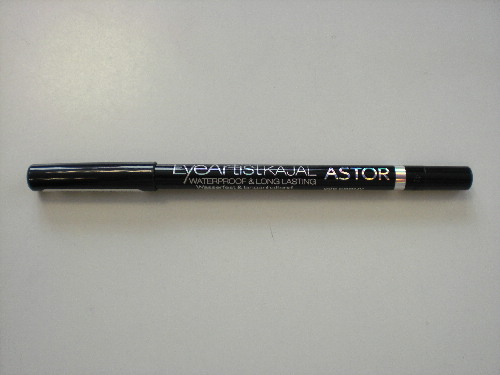 EyeArtist KAJAL ASTOR
WATERPROOF & LONG LASTING